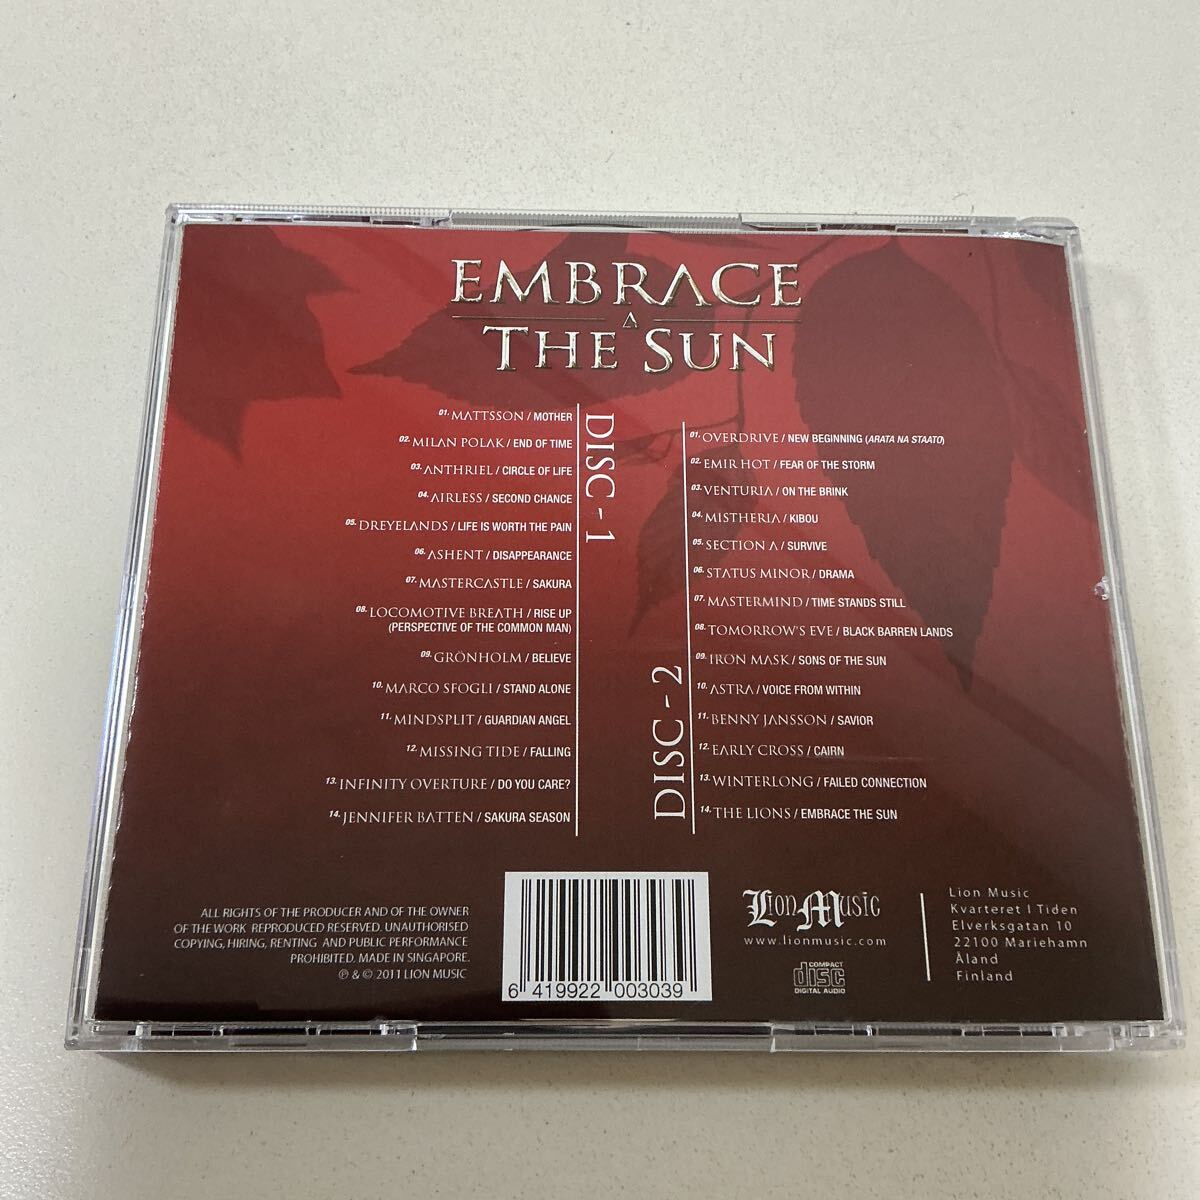 EMBRACE
THE SUN
DISC - 1
01. MATTSSON / MOTHER
02. MILAN POLAK / END OF TIME
03. ANTHRIEL / CIRCLE OF LIFE
04. AIRLESS / SECOND CHANCE
05. DREYELANDS / LIFE IS WORTH THE PAIN
06. ASHENT / DISAPPEARANCE
07. MASTERCASTLE / SAKURA
08. LOCOMOTIVE BREATH / RISE UP
(PERSPECTIVE OF THE COMMON MAN)
09. GRÖNHOLM / BELIEVE
10. MARCO SFOGLI / STAND ALONE
11. MINDSPLIT / GUARDIAN ANGEL
12. MISSING TIDE / FALLING
13. INFINITY OVERTURE / DO YOU CARE?
14. JENNIFER BATTEN / SAKURA SEASON
DISC - 2
01. OVERDRIVE / NEW BEGINNING (ARATA NA STAATO)
02. EMIR HOT / FEAR OF THE STORM
03. VENTURIA / ON THE BRINK
04. MISTHERIA / KIBOU
05. SECTION A / SURVIVE
06. STATUS MINOR / DRAMA
07. MASTERMIND / TIME STANDS STILL
08. TOMORROW'S EVE / BLACK BARREN LANDS
09. IRON MASK / SONS OF THE SUN
10. ASTRA / VOICE FROM WITHIN
11. BENNY JANSSON / SAVIOR
12. EARLY CROSS / CAIRN
13. WINTERLONG / FAILED CONNECTION
14. THE LIONS / EMBRACE THE SUN
ALL RIGHTS OF THE PRODUCER AND OF THE OWNER
OF THE WORK REPRODUCED RESERVED. UNAUTHORISED
COPYING, HIRING, RENTING AND PUBLIC PERFORMANCE
PROHIBITED. MADE IN SINGAPORE.
℗ & © 2011 LION MUSIC
6 419922 003039
LION MUSIC
www.lionmusic.com
COMPACT
disc
DIGITAL AUDIO
Lion Music
Kvarteret I Tiden
Elverksgatan 10
22100 Mariehamn
Åland
Finland